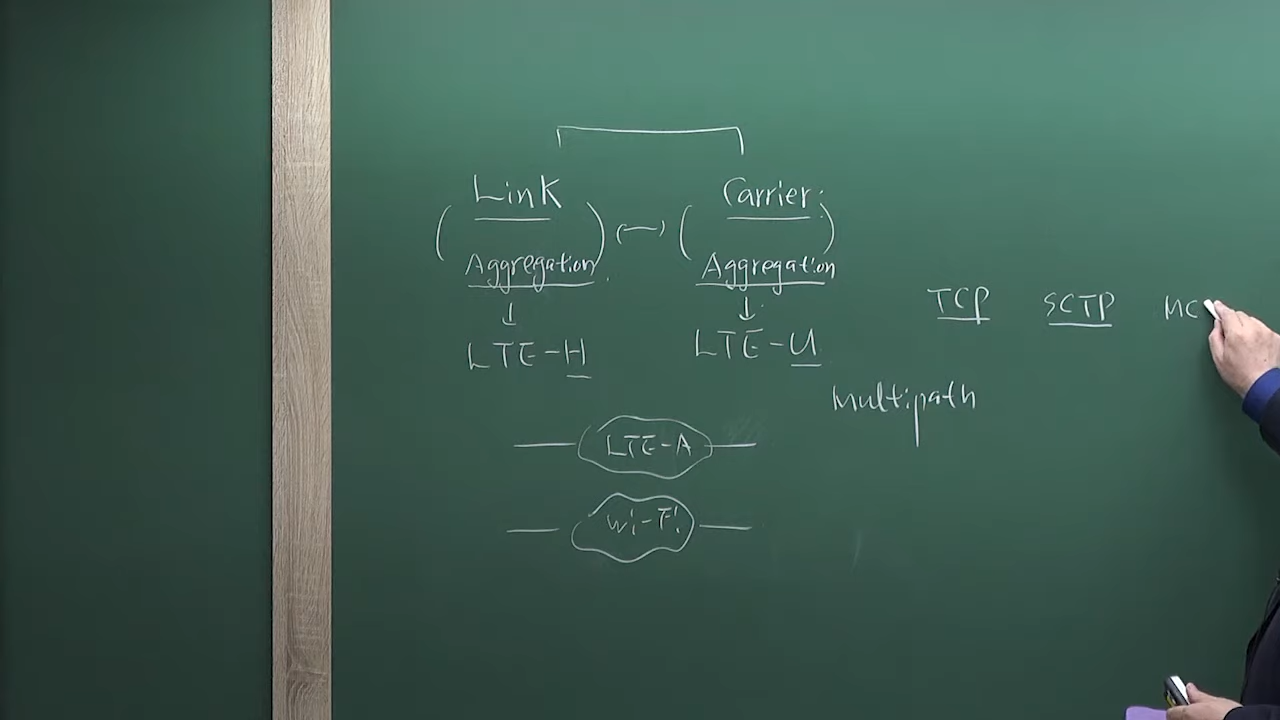 Link Carrier:
( ) (↔) ( )
Aggregation Aggregation
↓ ↓
LTE-H LTE-U
TCP SCTP MC
Multipath
LTE-A
Wi-Fi